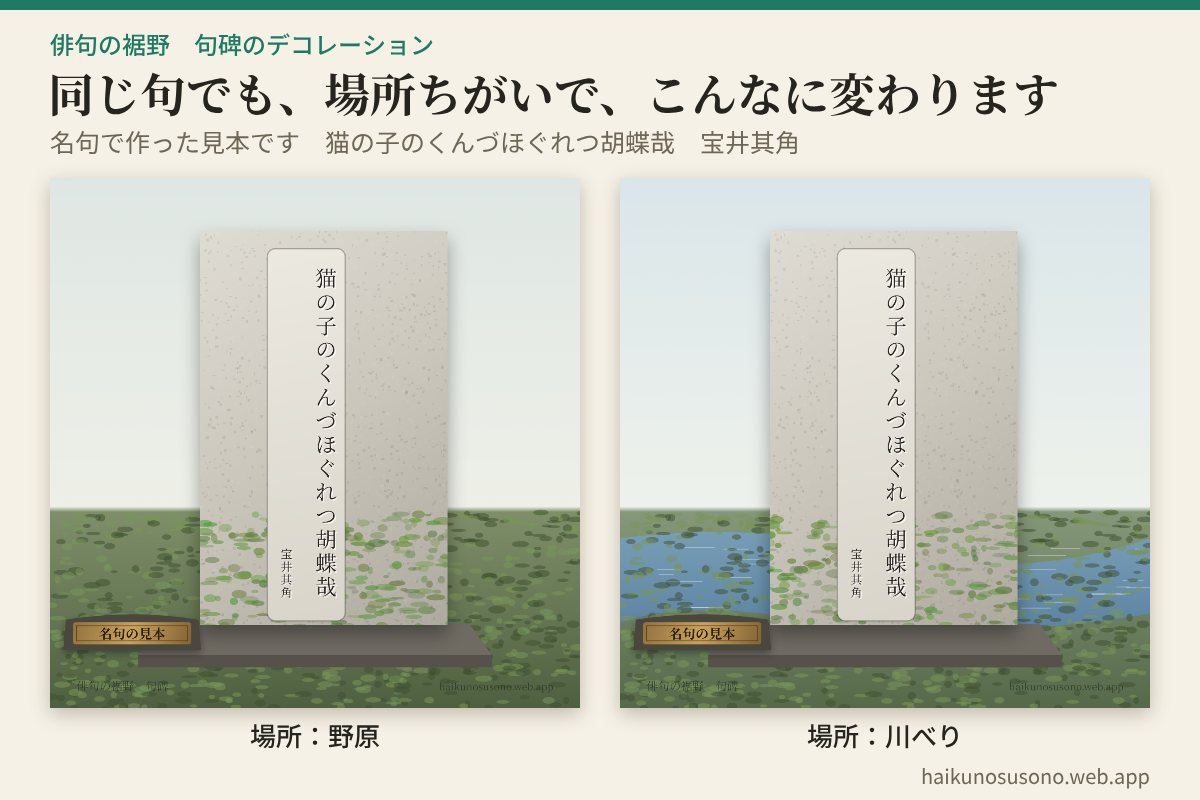 俳句の裾野　句碑のデコレーション
同じ句でも、場所ちがいで、こんなに変わります
名句で作った見本です　猫の子のくんづほぐれつ胡蝶哉　宝井其角
猫の子のくんづほぐれつ胡蝶哉
宝井其角
名句の見本
俳句の裾野　句碑
haikunosusono.web.app
場所：野原
猫の子のくんづほぐれつ胡蝶哉
宝井其角
名句の見本
俳句の裾野　句碑
haikunosusono.web.app
場所：川べり
haikunosusono.web.app